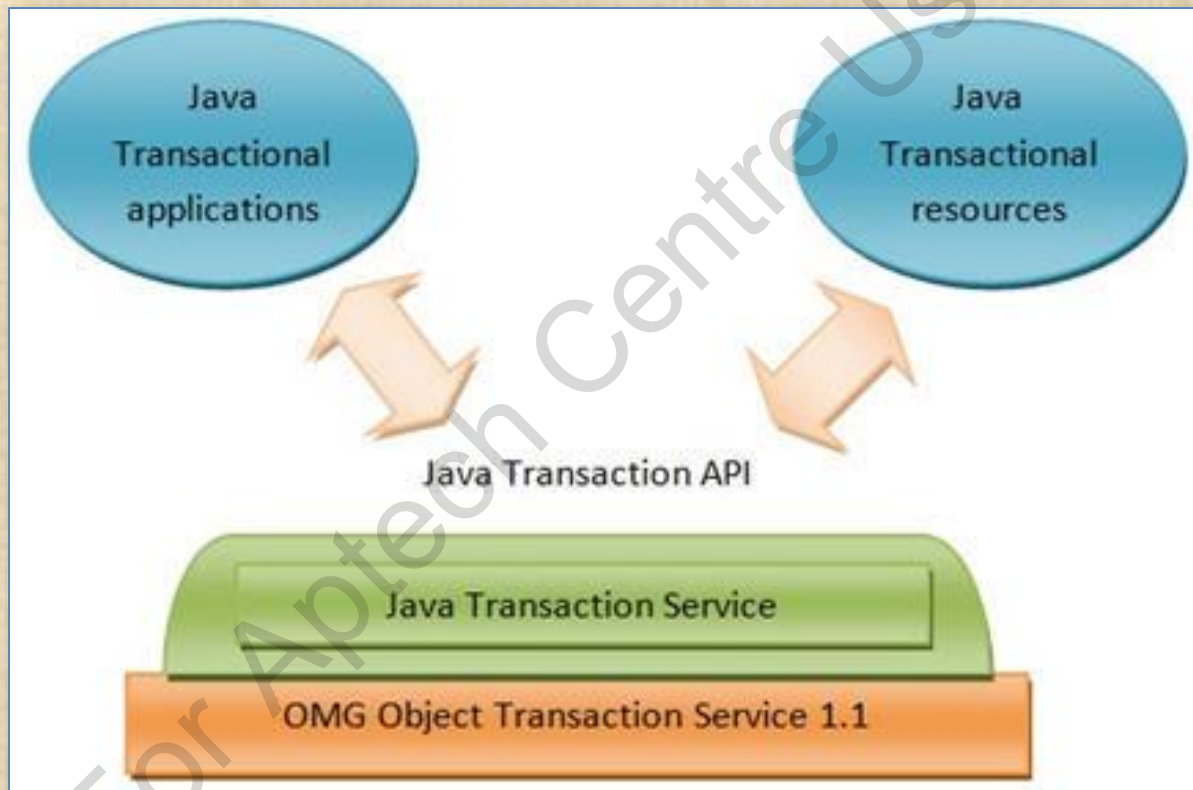 Java
Transactional
applications
Java
Transactional
resources
Java Transaction API
Java Transaction Service
OMG Object Transaction Service 1.1
For Aptech Centre Us